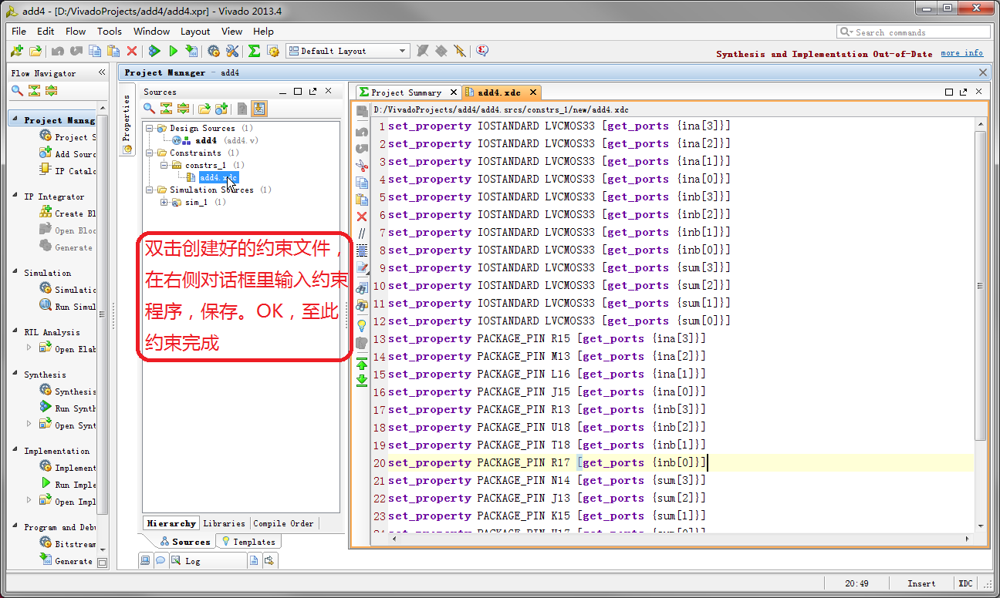 add4 - [D:/VivadoProjects/add4/add4.xpr] - Vivado 2013.4
File Edit Flow Tools Window Layout View Help
Search commands
Default Layout
Synthesis and Implementation Out-of-Date more info
Flow Navigator
Project Manag
Project S
Add Sourc
IP Catalo
IP Integrator
Create Bl
Open Bloc
Generate
Simulation
Simulatic
Run Simul
RTL Analysis
Open Elab
Synthesis
Synthesis
Run Synth
Open Synt
Implementation
Implement
Run Imple
Open Impl
Program and Debu
Bitstream
Generate
Project Manager - add4
Properties
Sources
Design Sources (1)
add4 (add4.v)
Constraints (1)
constrs_1 (1)
add4.xdc
Simulation Sources (1)
sim_1 (1)
双击创建好的约束文件，
在右侧对话框里输入约束
程序，保存。OK，至此
约束完成
Hierarchy Libraries Compile Order
Sources Templates
Log
Project Summary add4.xdc
D:/VivadoProjects/add4/add4.srcs/constrs_1/new/add4.xdc
1 set_property IOSTANDARD LVCMOS33 [get_ports {ina[3]}]
2 set_property IOSTANDARD LVCMOS33 [get_ports {ina[2]}]
3 set_property IOSTANDARD LVCMOS33 [get_ports {ina[1]}]
4 set_property IOSTANDARD LVCMOS33 [get_ports {ina[0]}]
5 set_property IOSTANDARD LVCMOS33 [get_ports {inb[3]}]
6 set_property IOSTANDARD LVCMOS33 [get_ports {inb[2]}]
7 set_property IOSTANDARD LVCMOS33 [get_ports {inb[1]}]
8 set_property IOSTANDARD LVCMOS33 [get_ports {inb[0]}]
9 set_property IOSTANDARD LVCMOS33 [get_ports {sum[3]}]
10 set_property IOSTANDARD LVCMOS33 [get_ports {sum[2]}]
11 set_property IOSTANDARD LVCMOS33 [get_ports {sum[1]}]
12 set_property IOSTANDARD LVCMOS33 [get_ports {sum[0]}]
13 set_property PACKAGE_PIN R15 [get_ports {ina[3]}]
14 set_property PACKAGE_PIN M13 [get_ports {ina[2]}]
15 set_property PACKAGE_PIN L16 [get_ports {ina[1]}]
16 set_property PACKAGE_PIN J15 [get_ports {ina[0]}]
17 set_property PACKAGE_PIN R13 [get_ports {inb[3]}]
18 set_property PACKAGE_PIN U18 [get_ports {inb[2]}]
19 set_property PACKAGE_PIN T18 [get_ports {inb[1]}]
20 set_property PACKAGE_PIN R17 [get_ports {inb[0]}]
21 set_property PACKAGE_PIN N14 [get_ports {sum[3]}]
22 set_property PACKAGE_PIN J13 [get_ports {sum[2]}]
23 set_property PACKAGE_PIN K15 [get_ports {sum[1]}]
24 set_property PACKAGE_PIN H17 [get_ports {sum[0]}]
20:49 Insert XDC